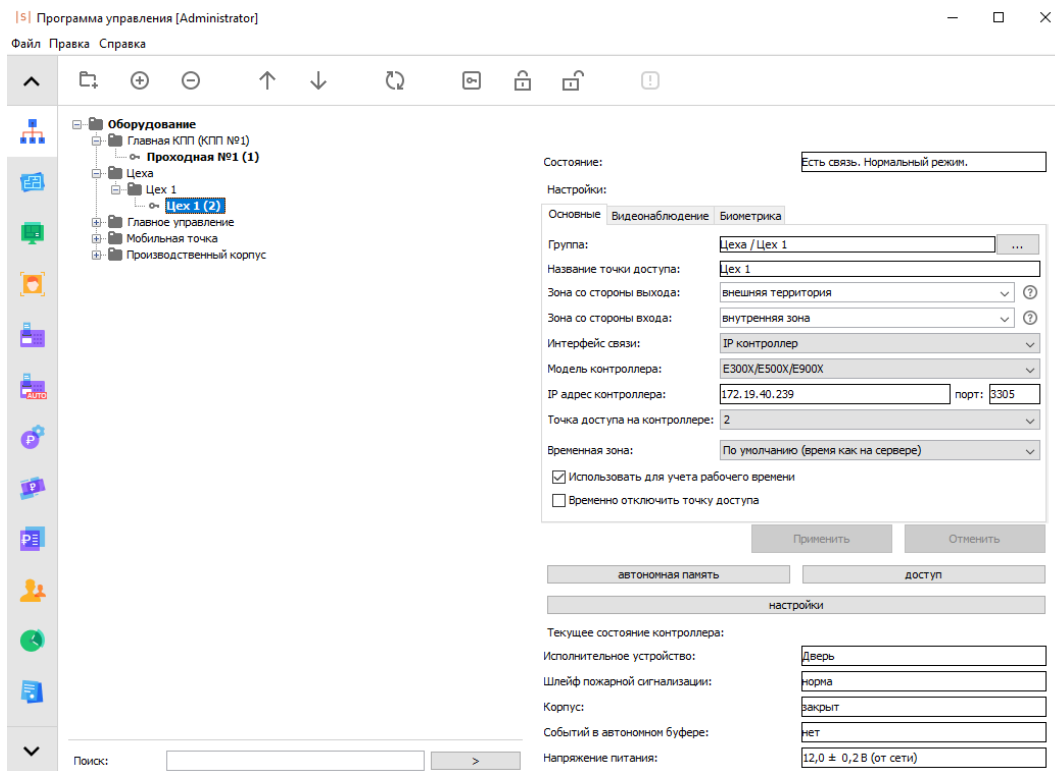 |S| Программа управления [Administrator]
Файл Правка Справка
Оборудование
Главная КПП (КПП №1)
Проходная №1 (1)
Цеха
Цех 1
Цех 1 (2)
Главное управление
Мобильная точка
Производственный корпус
AUTO
Поиск:
>
Состояние: Есть связь. Нормальный режим.
Настройки:
Основные Видеонаблюдение Биометрика
Группа: Цеха / Цех 1 ...
Название точки доступа: Цех 1
Зона со стороны выхода: внешняя территория ?
Зона со стороны входа: внутренняя зона ?
Интерфейс связи: IP контроллер
Модель контроллера: E300X/E500X/E900X
IP адрес контроллера: 172.19.40.239 порт: 3305
Точка доступа на контроллере: 2
Временная зона: По умолчанию (время как на сервере)
Использовать для учета рабочего времени
Временно отключить точку доступа
Применить Отменить
автономная память доступ
настройки
Текущее состояние контроллера:
Исполнительное устройство: Дверь
Шлейф пожарной сигнализации: норма
Корпус: закрыт
Событий в автономном буфере: нет
Напряжение питания: 12,0 ± 0,2 В (от сети)